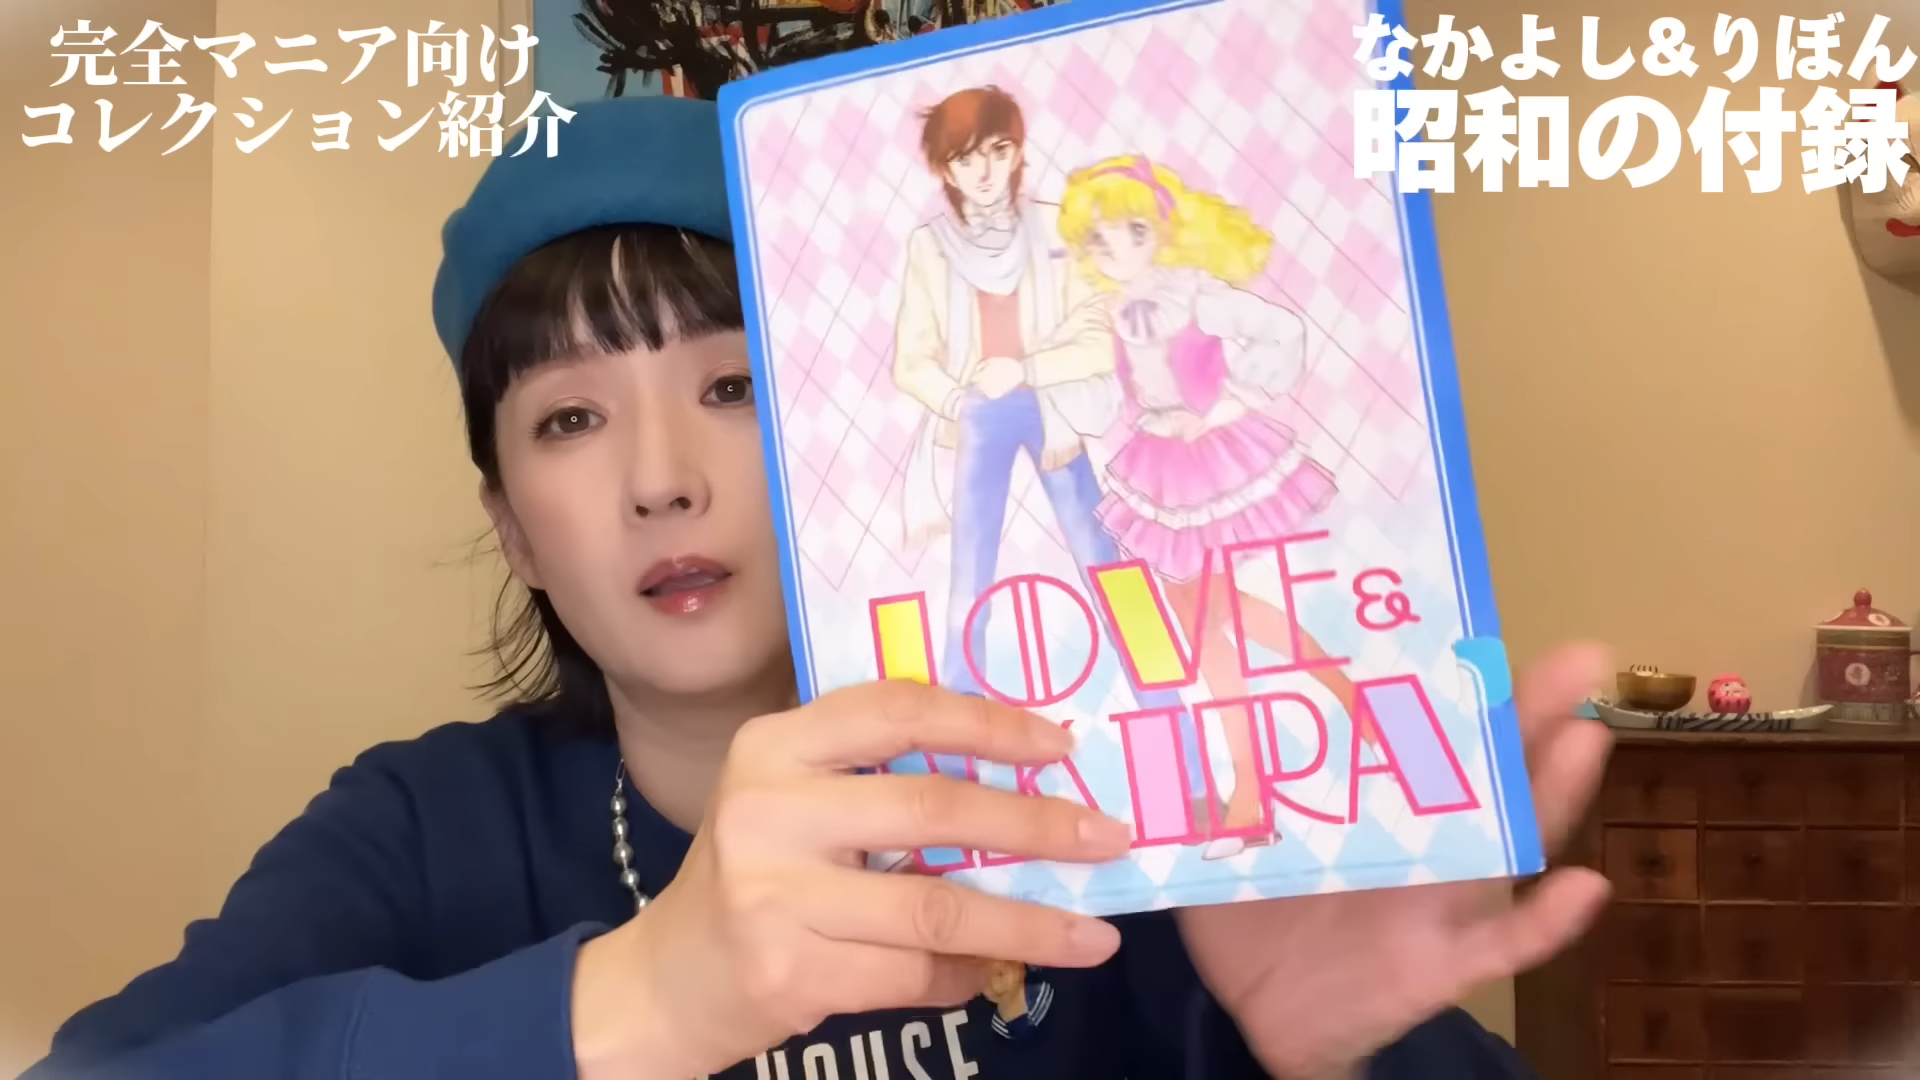 完全マニア向け
コレクション紹介
なかよし&りぼん
昭和の付録
LOVE &
AKIRA
HOUSE